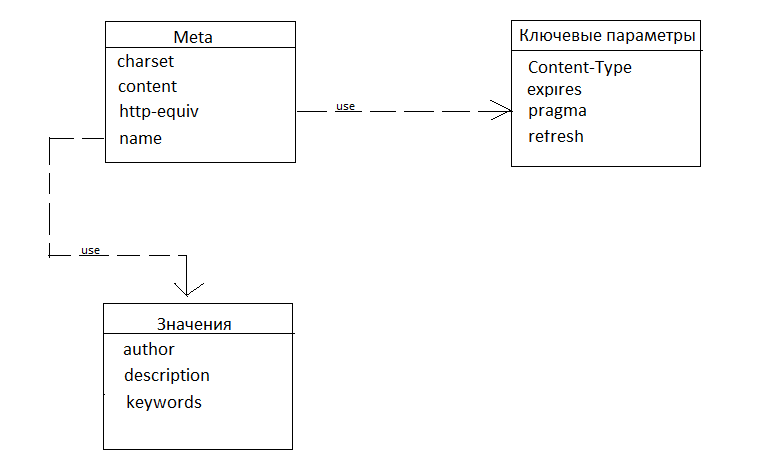 Meta
charset
content
http-equiv
name
use
Ключевые параметры
Content-Type
expires
pragma
refresh
use
Значения
author
description
keywords